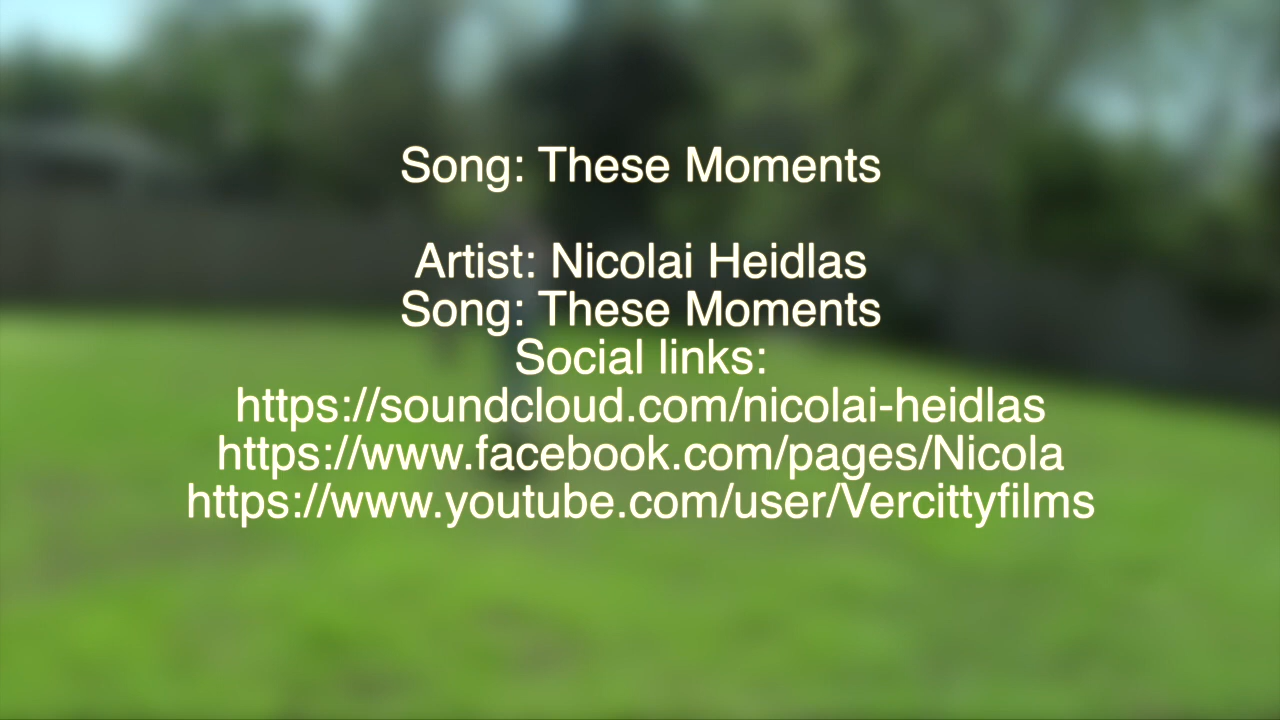 Song: These Moments
Artist: Nicolai Heidlas
Song: These Moments
Social links:
https://soundcloud.com/nicolai-heidlas
https://www.facebook.com/pages/Nicola
https://www.youtube.com/user/Vercittyfilms